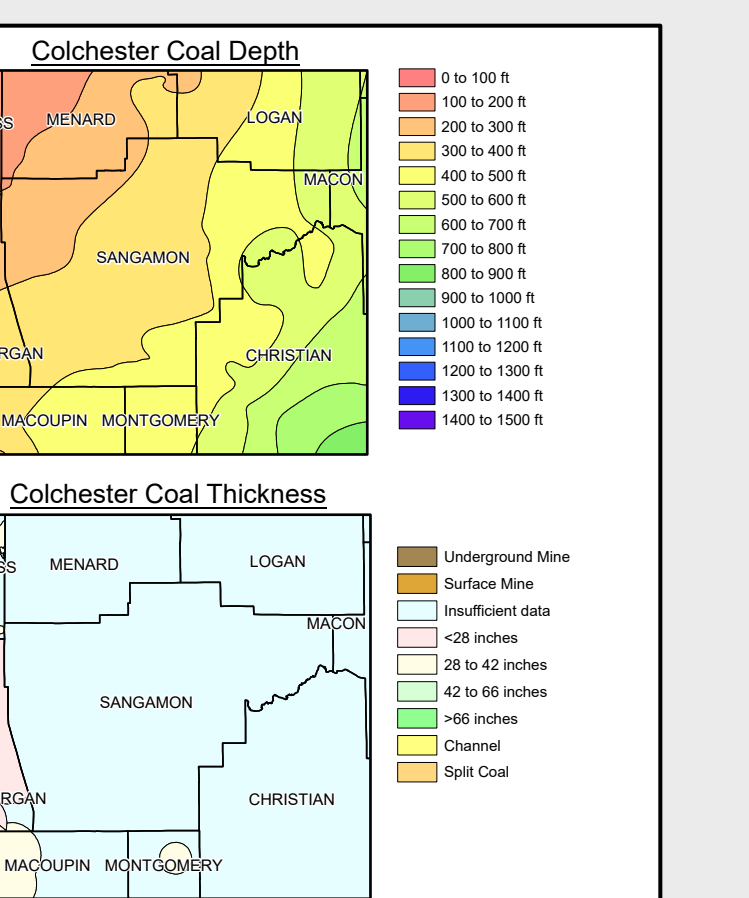 Colchester Coal Depth
SS
MENARD
LOGAN
MACON
SANGAMON
RGAN
CHRISTIAN
MACOUPIN
MONTGOMERY
0 to 100 ft
100 to 200 ft
200 to 300 ft
300 to 400 ft
400 to 500 ft
500 to 600 ft
600 to 700 ft
700 to 800 ft
800 to 900 ft
900 to 1000 ft
1000 to 1100 ft
1100 to 1200 ft
1200 to 1300 ft
1300 to 1400 ft
1400 to 1500 ft
Colchester Coal Thickness
SS
MENARD
LOGAN
MACON
SANGAMON
RGAN
CHRISTIAN
MACOUPIN
MONTGOMERY
Underground Mine
Surface Mine
Insufficient data
<28 inches
28 to 42 inches
42 to 66 inches
>66 inches
Channel
Split Coal